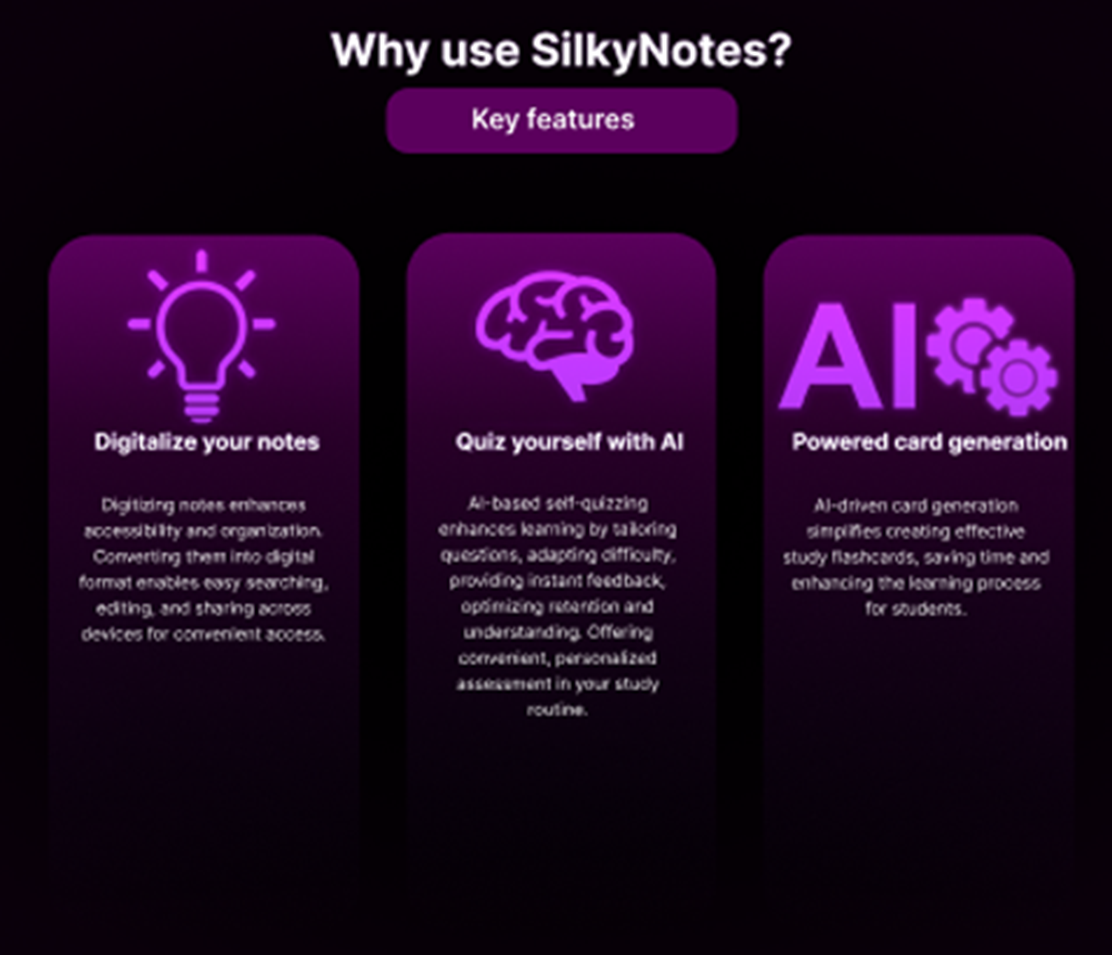 Why use SilkyNotes?
Key features
Digitalize your notes
Digitizing notes enhances
accessibility and organization.
Converting them into digital
format enables easy searching,
editing, and sharing across
devices for convenient access.
Quiz yourself with AI
AI-based self-quizzing
enhances learning by tailoring
questions, adapting difficulty,
providing instant feedback,
optimizing retention and
understanding. Offering
convenient, personalized
assessment in your study
routine.
AI
Powered card generation
AI-driven card generation
simplifies creating effective
study flashcards, saving time and
enhancing the learning process
for students.